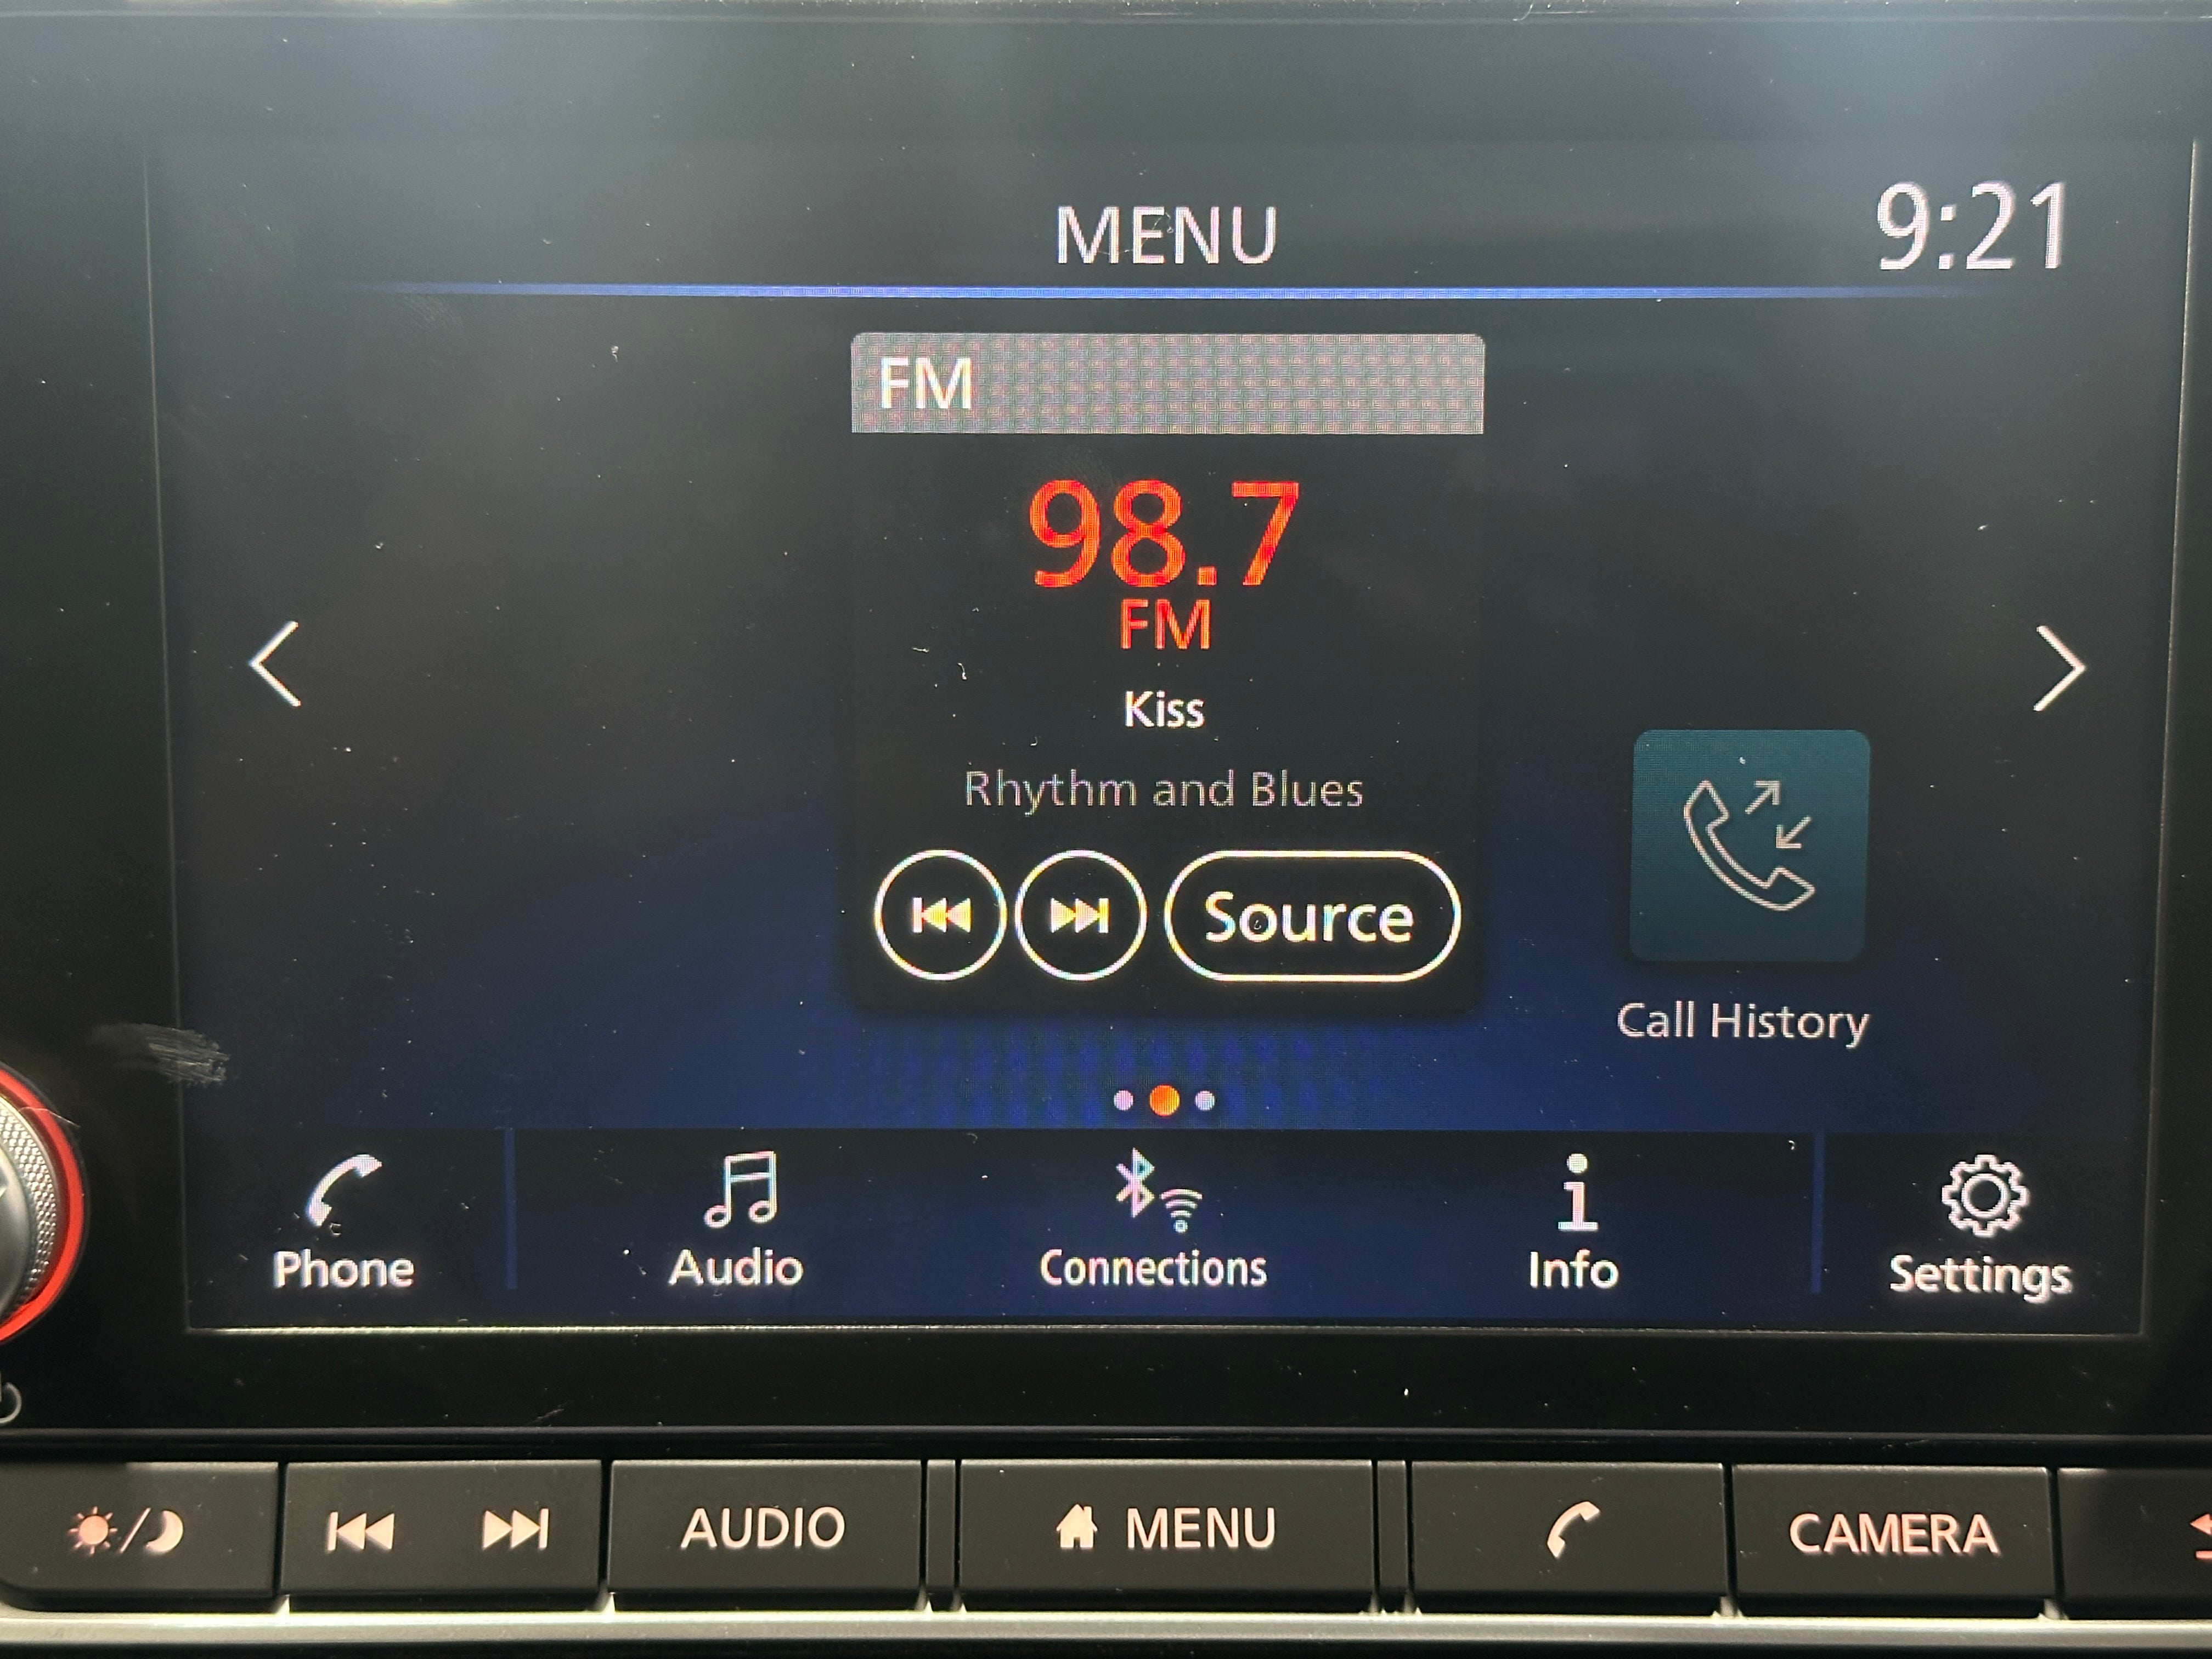 MENU
9:21
FM
98.7
FM
Kiss
Rhythm and Blues
Source
Call History
Phone
Audio
Connections
Info
Settings
AUDIO
MENU
CAMERA